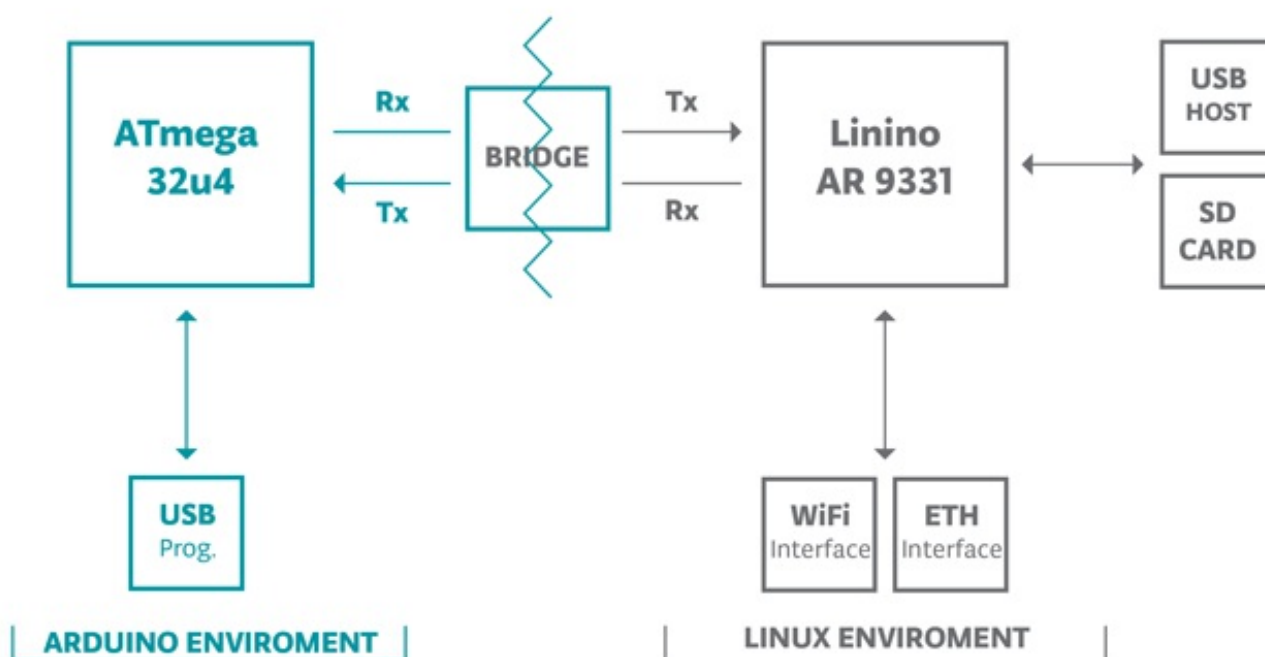 ATmega
32u4
Rx
Tx
BRIDGE
Tx
Rx
Linino
AR 9331
USB
HOST
SD
CARD
USB
Prog.
WiFi
Interface
ETH
Interface
ARDUINO ENVIROMENT
LINUX ENVIROMENT